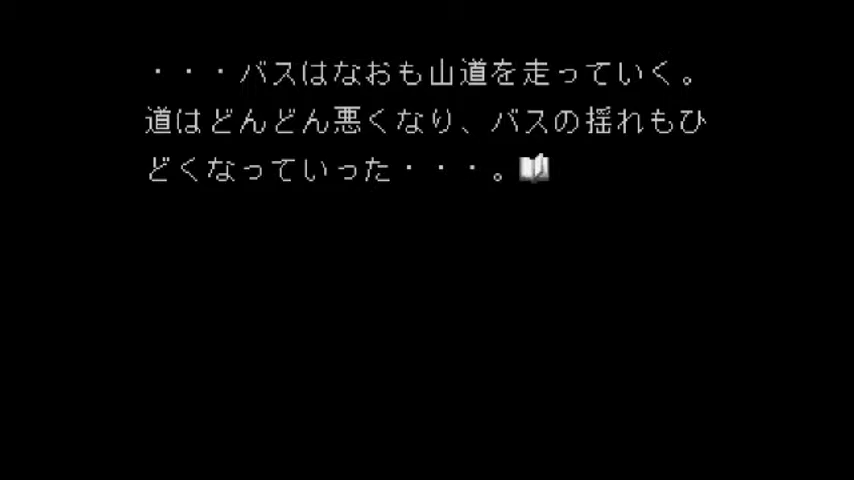 ・・・バスはなおも山道を走っていく。
道はどんどん悪くなり、バスの揺れもひ
どくなっていった・・・。